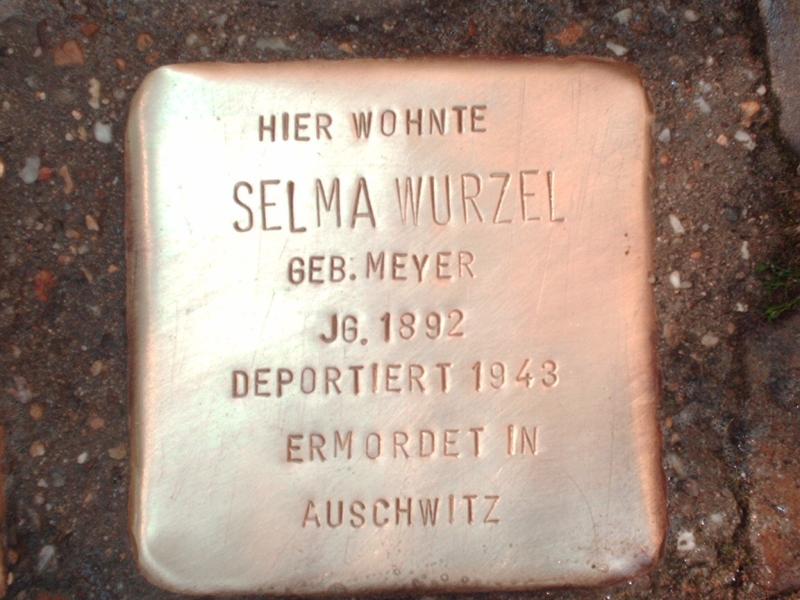 HIER WOHNTE
SELMA WURZEL
GEB. MEYER
JG. 1892
DEPORTIERT 1943
ERMORDET IN
AUSCHWITZ